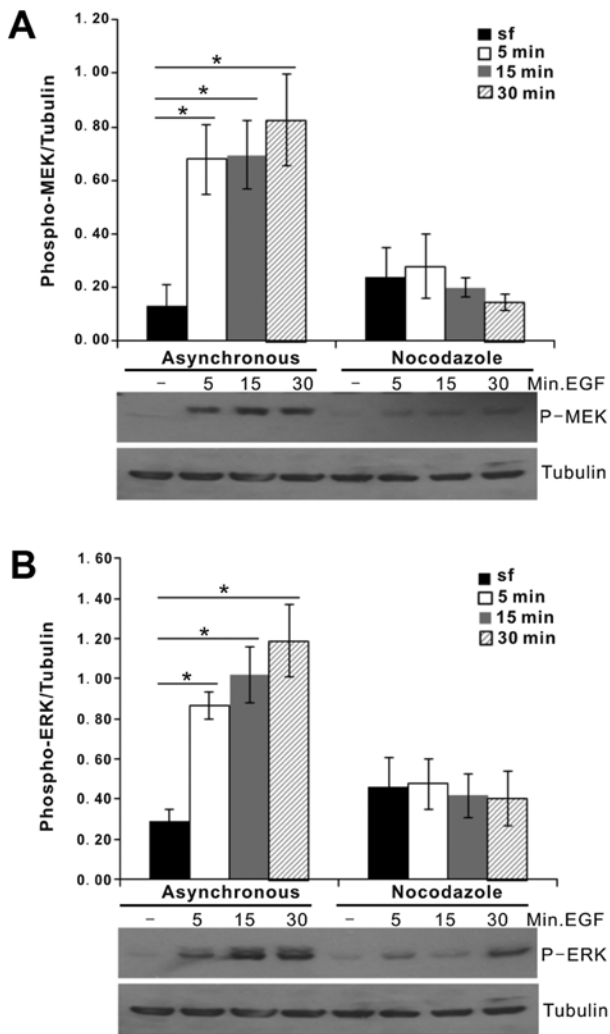 A
Phospho-MEK/Tubulin
1. 20
1. 00
0. 80
0. 60
0. 40
0. 20
0. 00
sf
5 min
15 min
30 min
*
*
*
Asynchronous Nocodazole
– 5 15 30 – 5 15 30 Min.EGF
P-MEK
Tubulin
B
Phospho-ERK/Tubulin
1. 60
1. 40
1. 20
1. 00
0. 80
0. 60
0. 40
0. 20
0. 00
sf
5 min
15 min
30 min
*
*
*
Asynchronous Nocodazole
– 5 15 30 – 5 15 30 Min.EGF
P-ERK
Tubulin